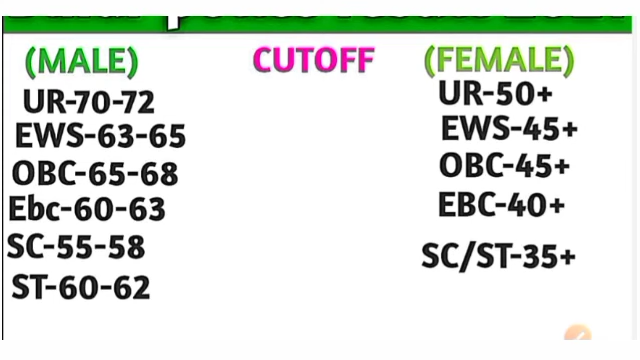 (MALE) CUTOFF (FEMALE)
UR-70-72 UR-50+
EWS-63-65 EWS-45+
OBC-65-68 OBC-45+
Ebc-60-63 EBC-40+
SC-55-58 SC/ST-35+
ST-60-62